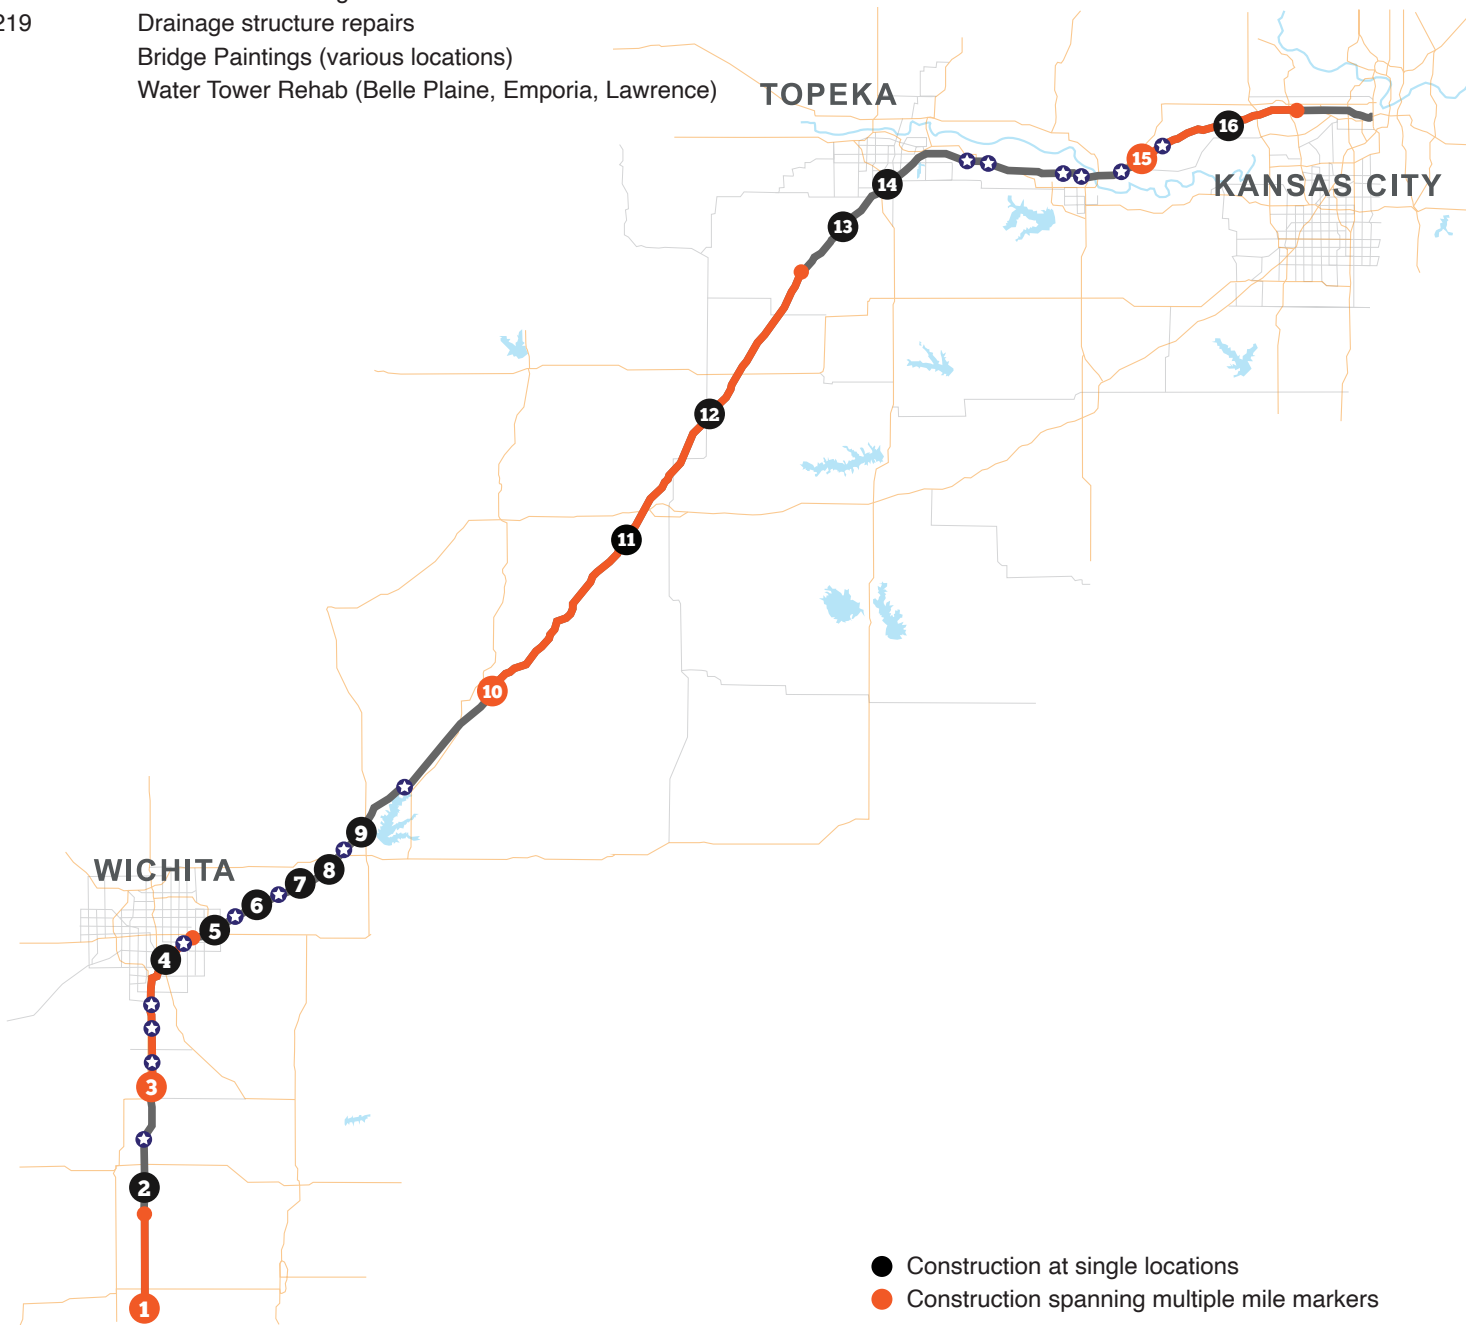 219 Drainage structure repairs
Bridge Paintings (various locations)
Water Tower Rehab (Belle Plaine, Emporia, Lawrence)
TOPEKA
16
15
KANSAS CITY
14
13
12
11
10
9
WICHITA
8
7
6
5
4
3
2
1
Construction at single locations
Construction spanning multiple mile markers